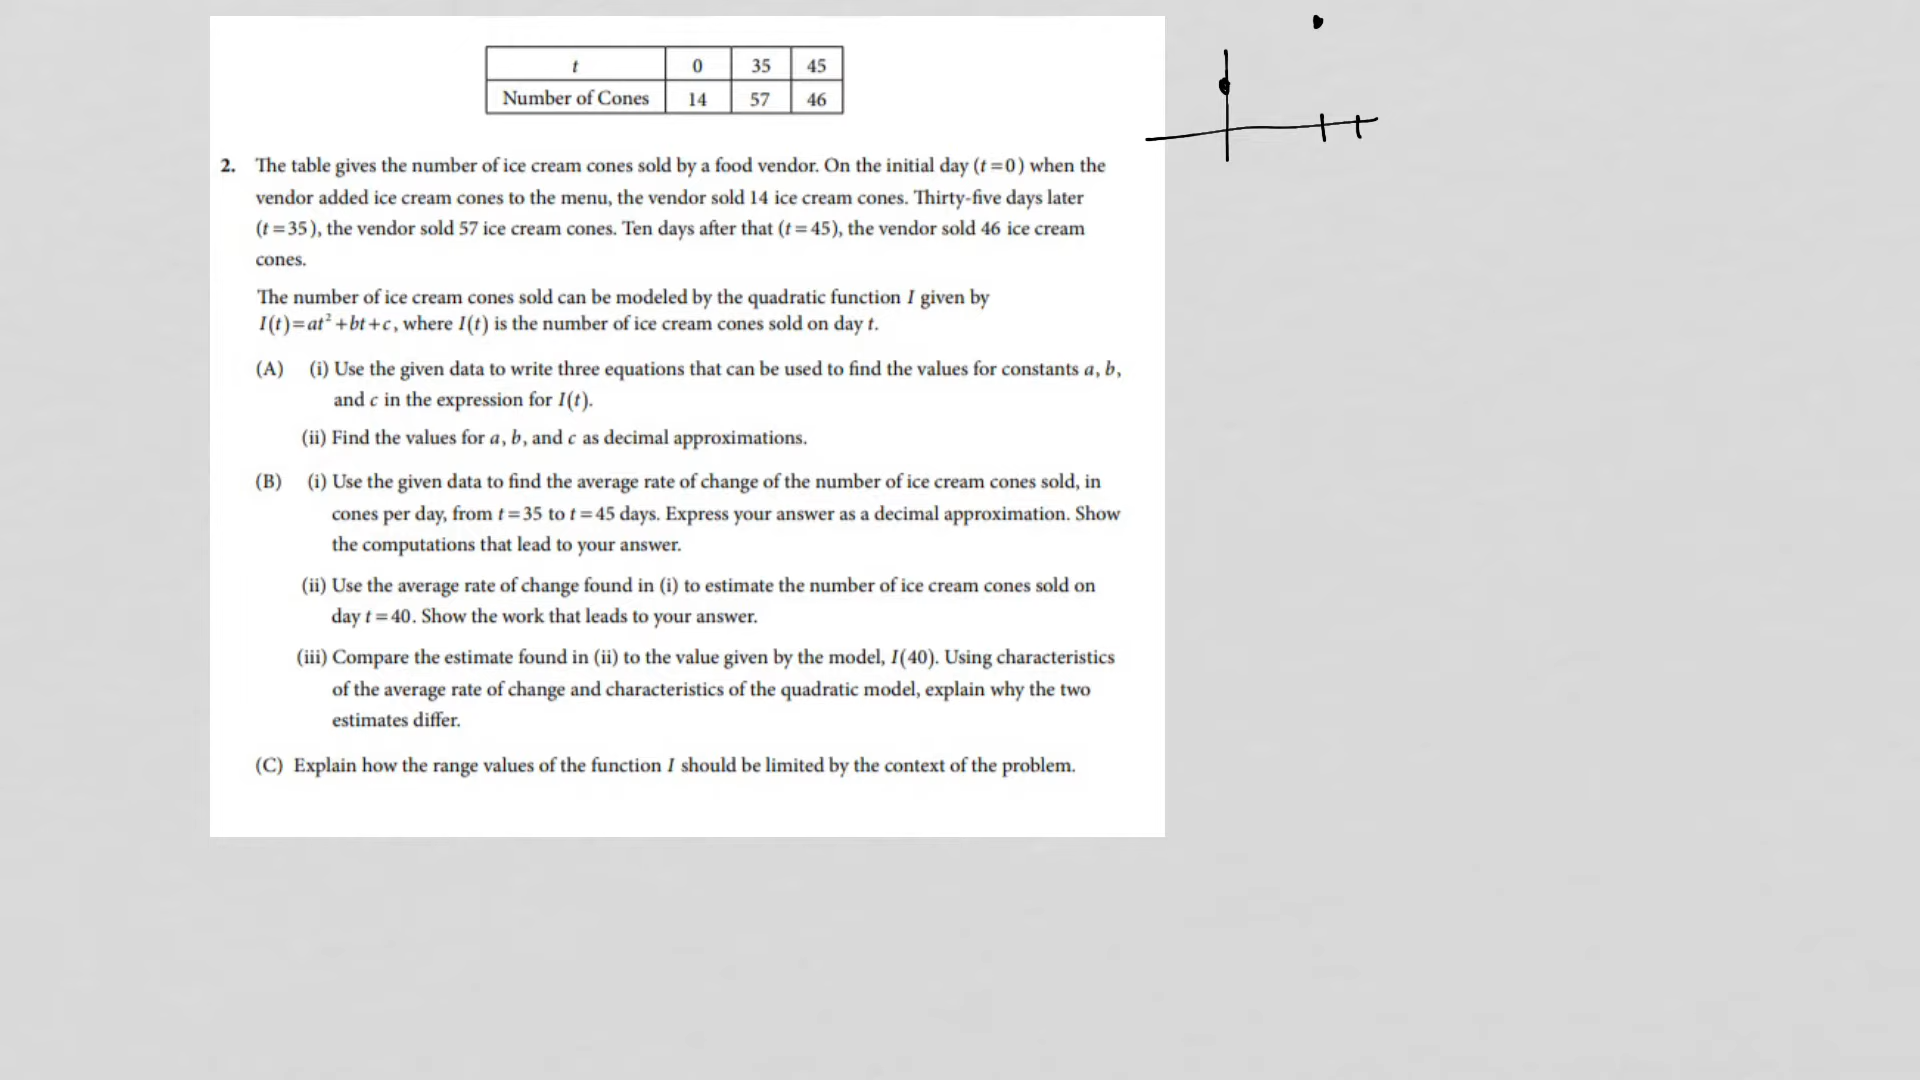 t 0 35 45
Number of Cones 14 57 46
2. The table gives the number of ice cream cones sold by a food vendor. On the initial day (t=0) when the
vendor added ice cream cones to the menu, the vendor sold 14 ice cream cones. Thirty-five days later
(t=35), the vendor sold 57 ice cream cones. Ten days after that (t=45), the vendor sold 46 ice cream
cones.
The number of ice cream cones sold can be modeled by the quadratic function I given by
I(t)=at²+bt+c, where I(t) is the number of ice cream cones sold on day t.
(A) (i) Use the given data to write three equations that can be used to find the values for constants a, b,
and c in the expression for I(t).
(ii) Find the values for a, b, and c as decimal approximations.
(B) (i) Use the given data to find the average rate of change of the number of ice cream cones sold, in
cones per day, from t=35 to t=45 days. Express your answer as a decimal approximation. Show
the computations that lead to your answer.
(ii) Use the average rate of change found in (i) to estimate the number of ice cream cones sold on
day t=40. Show the work that leads to your answer.
(iii) Compare the estimate found in (ii) to the value given by the model, I(40). Using characteristics
of the average rate of change and characteristics of the quadratic model, explain why the two
estimates differ.
(C) Explain how the range values of the function I should be limited by the context of the problem.